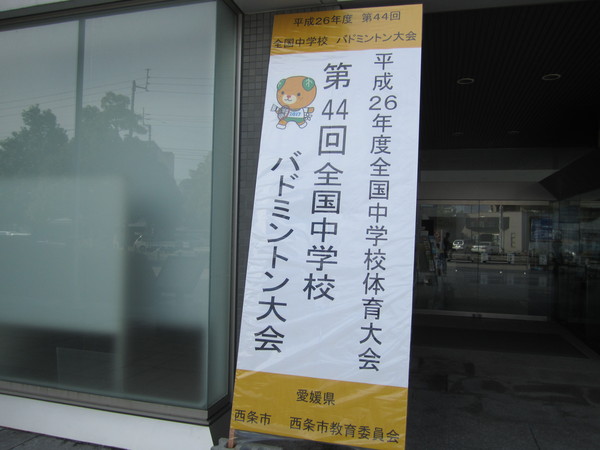 平成26年度 第44回
全国中学校 バドミントン大会
平成26年度全国中学校体育大会
第44回全国中学校
バドミントン大会
愛媛県
西条市 西条市教育委員会